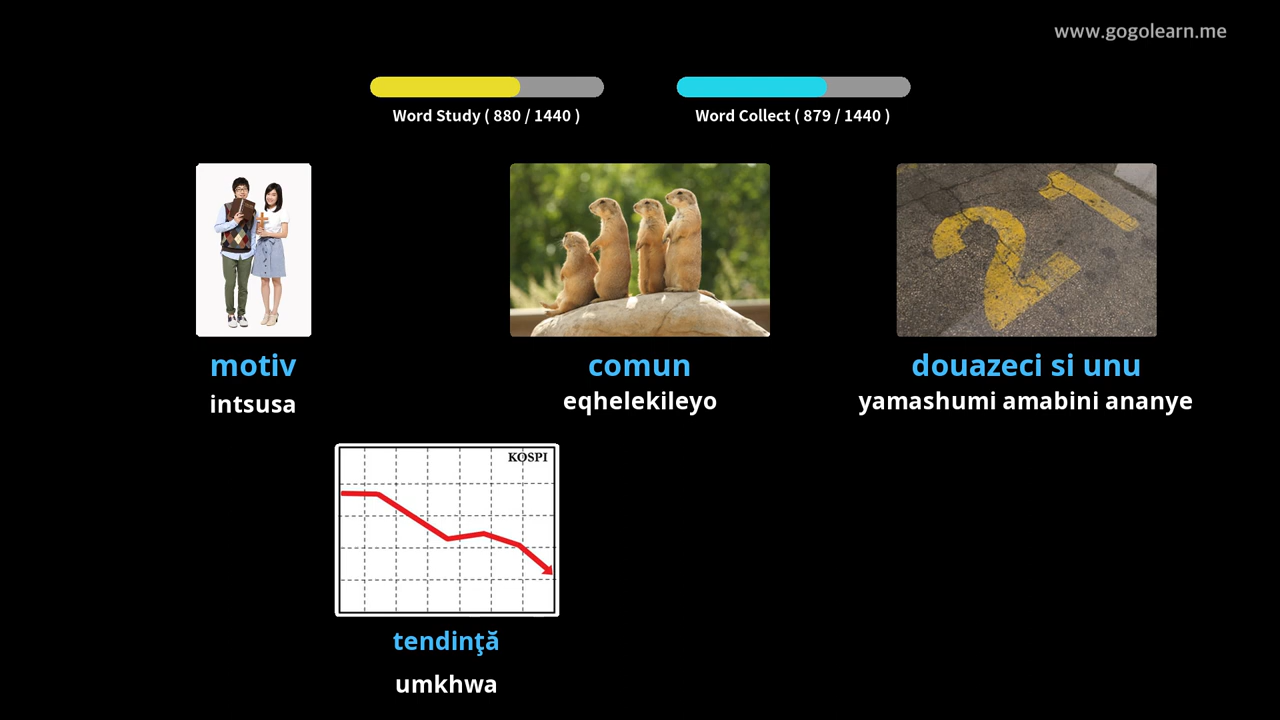 www.gogolearn.me
Word Study ( 880 / 1440 )
Word Collect ( 879 / 1440 )
21
motiv
intsusa
comun
eqhelekileyo
douazeci si unu
yamashumi amabini ananye
KOSPI
tendinţă
umkhwa